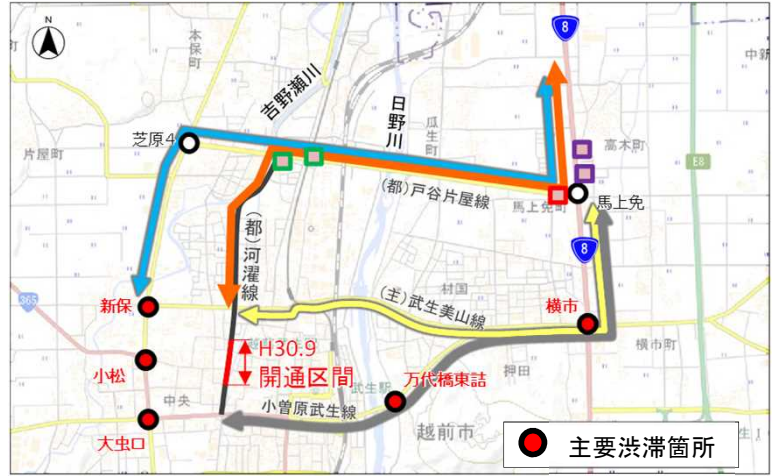 N
8
中新
本保町
吉野瀬川
日野川
瓜生町
芝原4
片屋町
高木町
E8
(都)戸谷片屋線
馬上免町
馬上免
(都)河濯線
8
365
村国
新保
(主)武生美山線
横市
H30.9
開通区間
横市町
小松
武生駅
万代橋東詰
押田
中央
小曽原武生線
大虫口
越前市
主要渋滞箇所